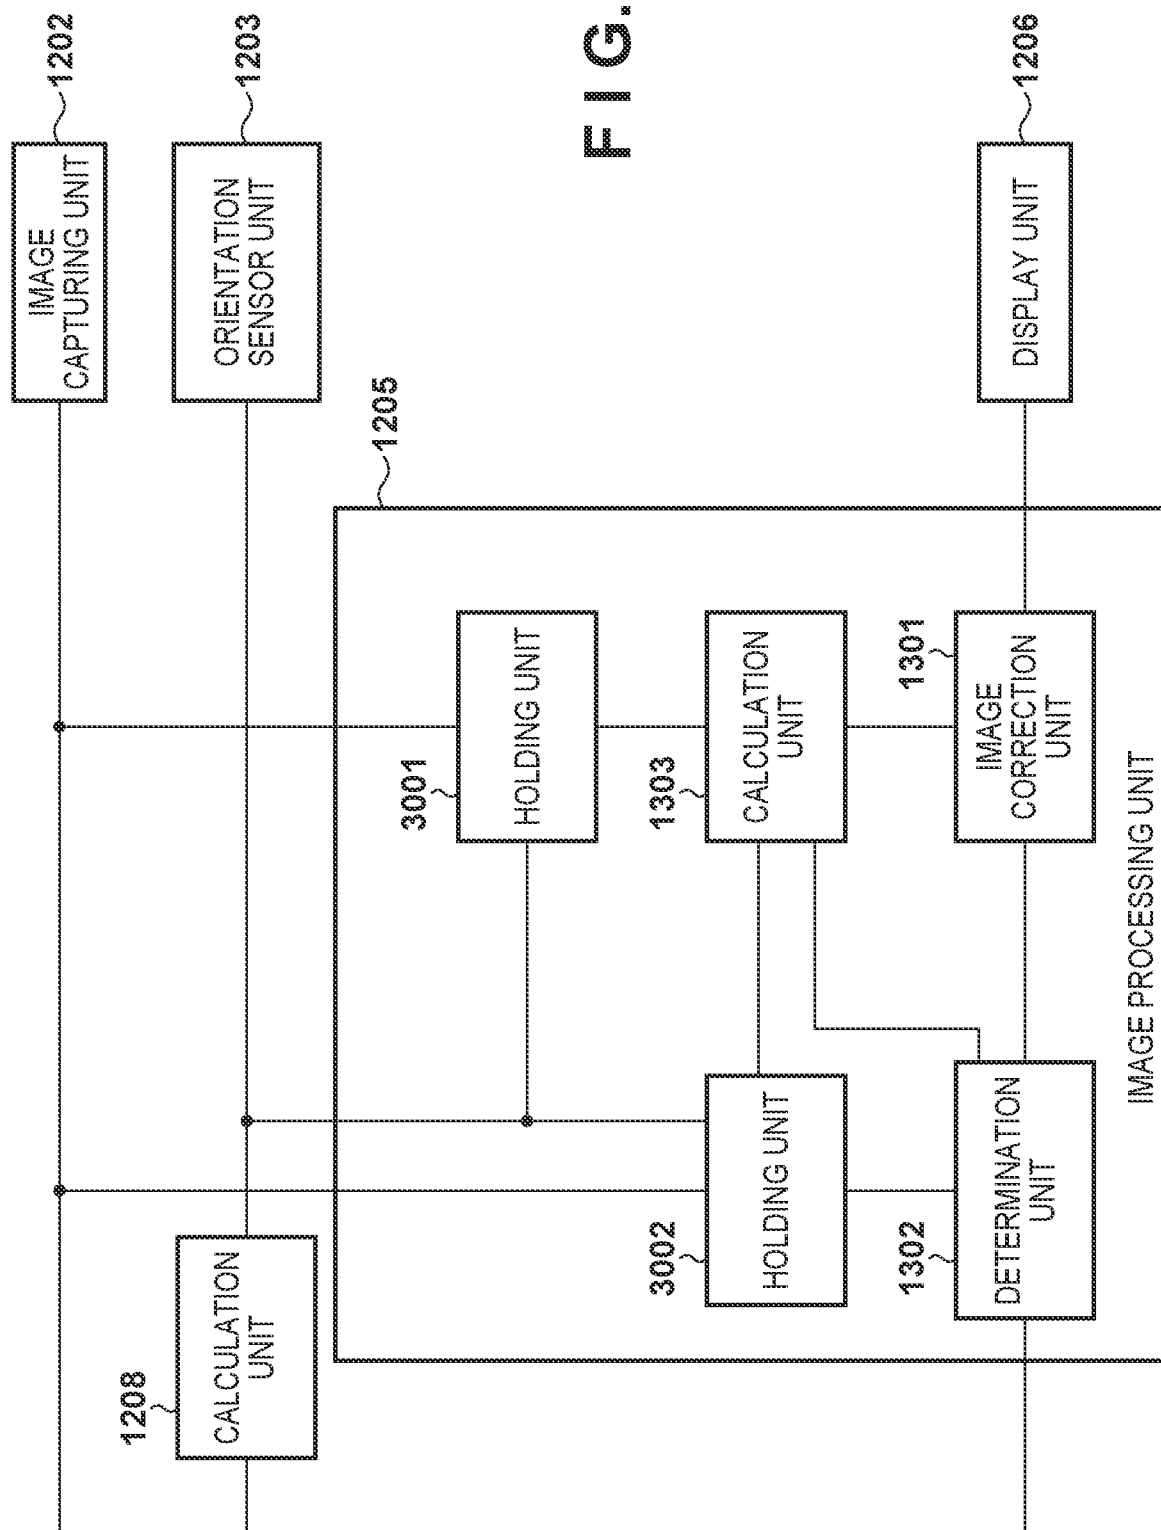 FIG.
IMAGE
CAPTURING UNIT
1202
1208
CALCULATION
UNIT
ORIENTATION
SENSOR UNIT
1203
1205
3001
HOLDING UNIT
3002
HOLDING UNIT
1303
CALCULATION
UNIT
1302
DETERMINATION
UNIT
1301
IMAGE
CORRECTION
UNIT
DISPLAY UNIT
1206
IMAGE PROCESSING UNIT